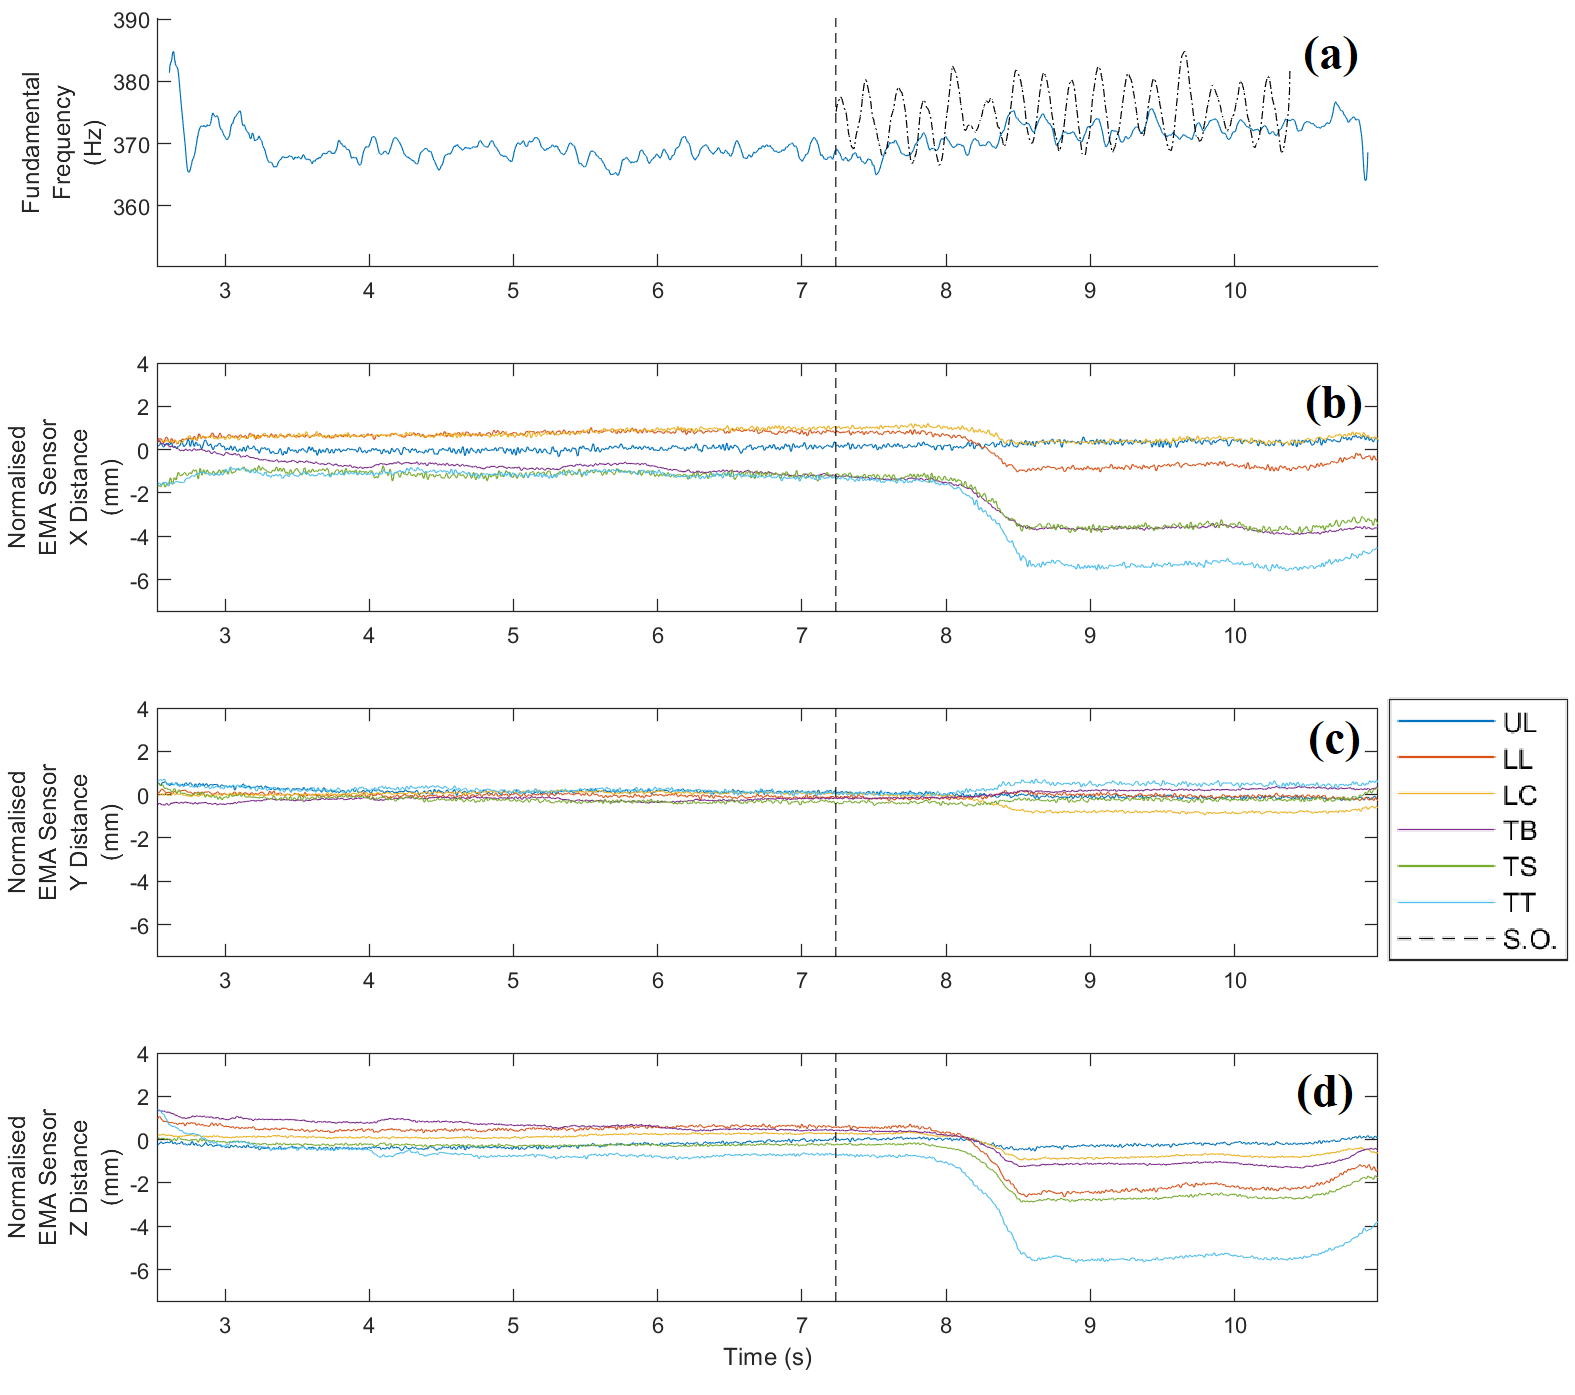 390
380
370
360
Fundamental
Frequency
(Hz)
(a)
3 4 5 6 7 8 9 10
4
2
0
-2
-4
-6
Normalised
EMA Sensor
X Distance
(mm)
(b)
3 4 5 6 7 8 9 10
4
2
0
-2
-4
-6
Normalised
EMA Sensor
Y Distance
(mm)
(c)
3 4 5 6 7 8 9 10
UL
LL
LC
TB
TS
TT
S.O.
4
2
0
-2
-4
-6
Normalised
EMA Sensor
Z Distance
(mm)
(d)
3 4 5 6 7 8 9 10
Time (s)